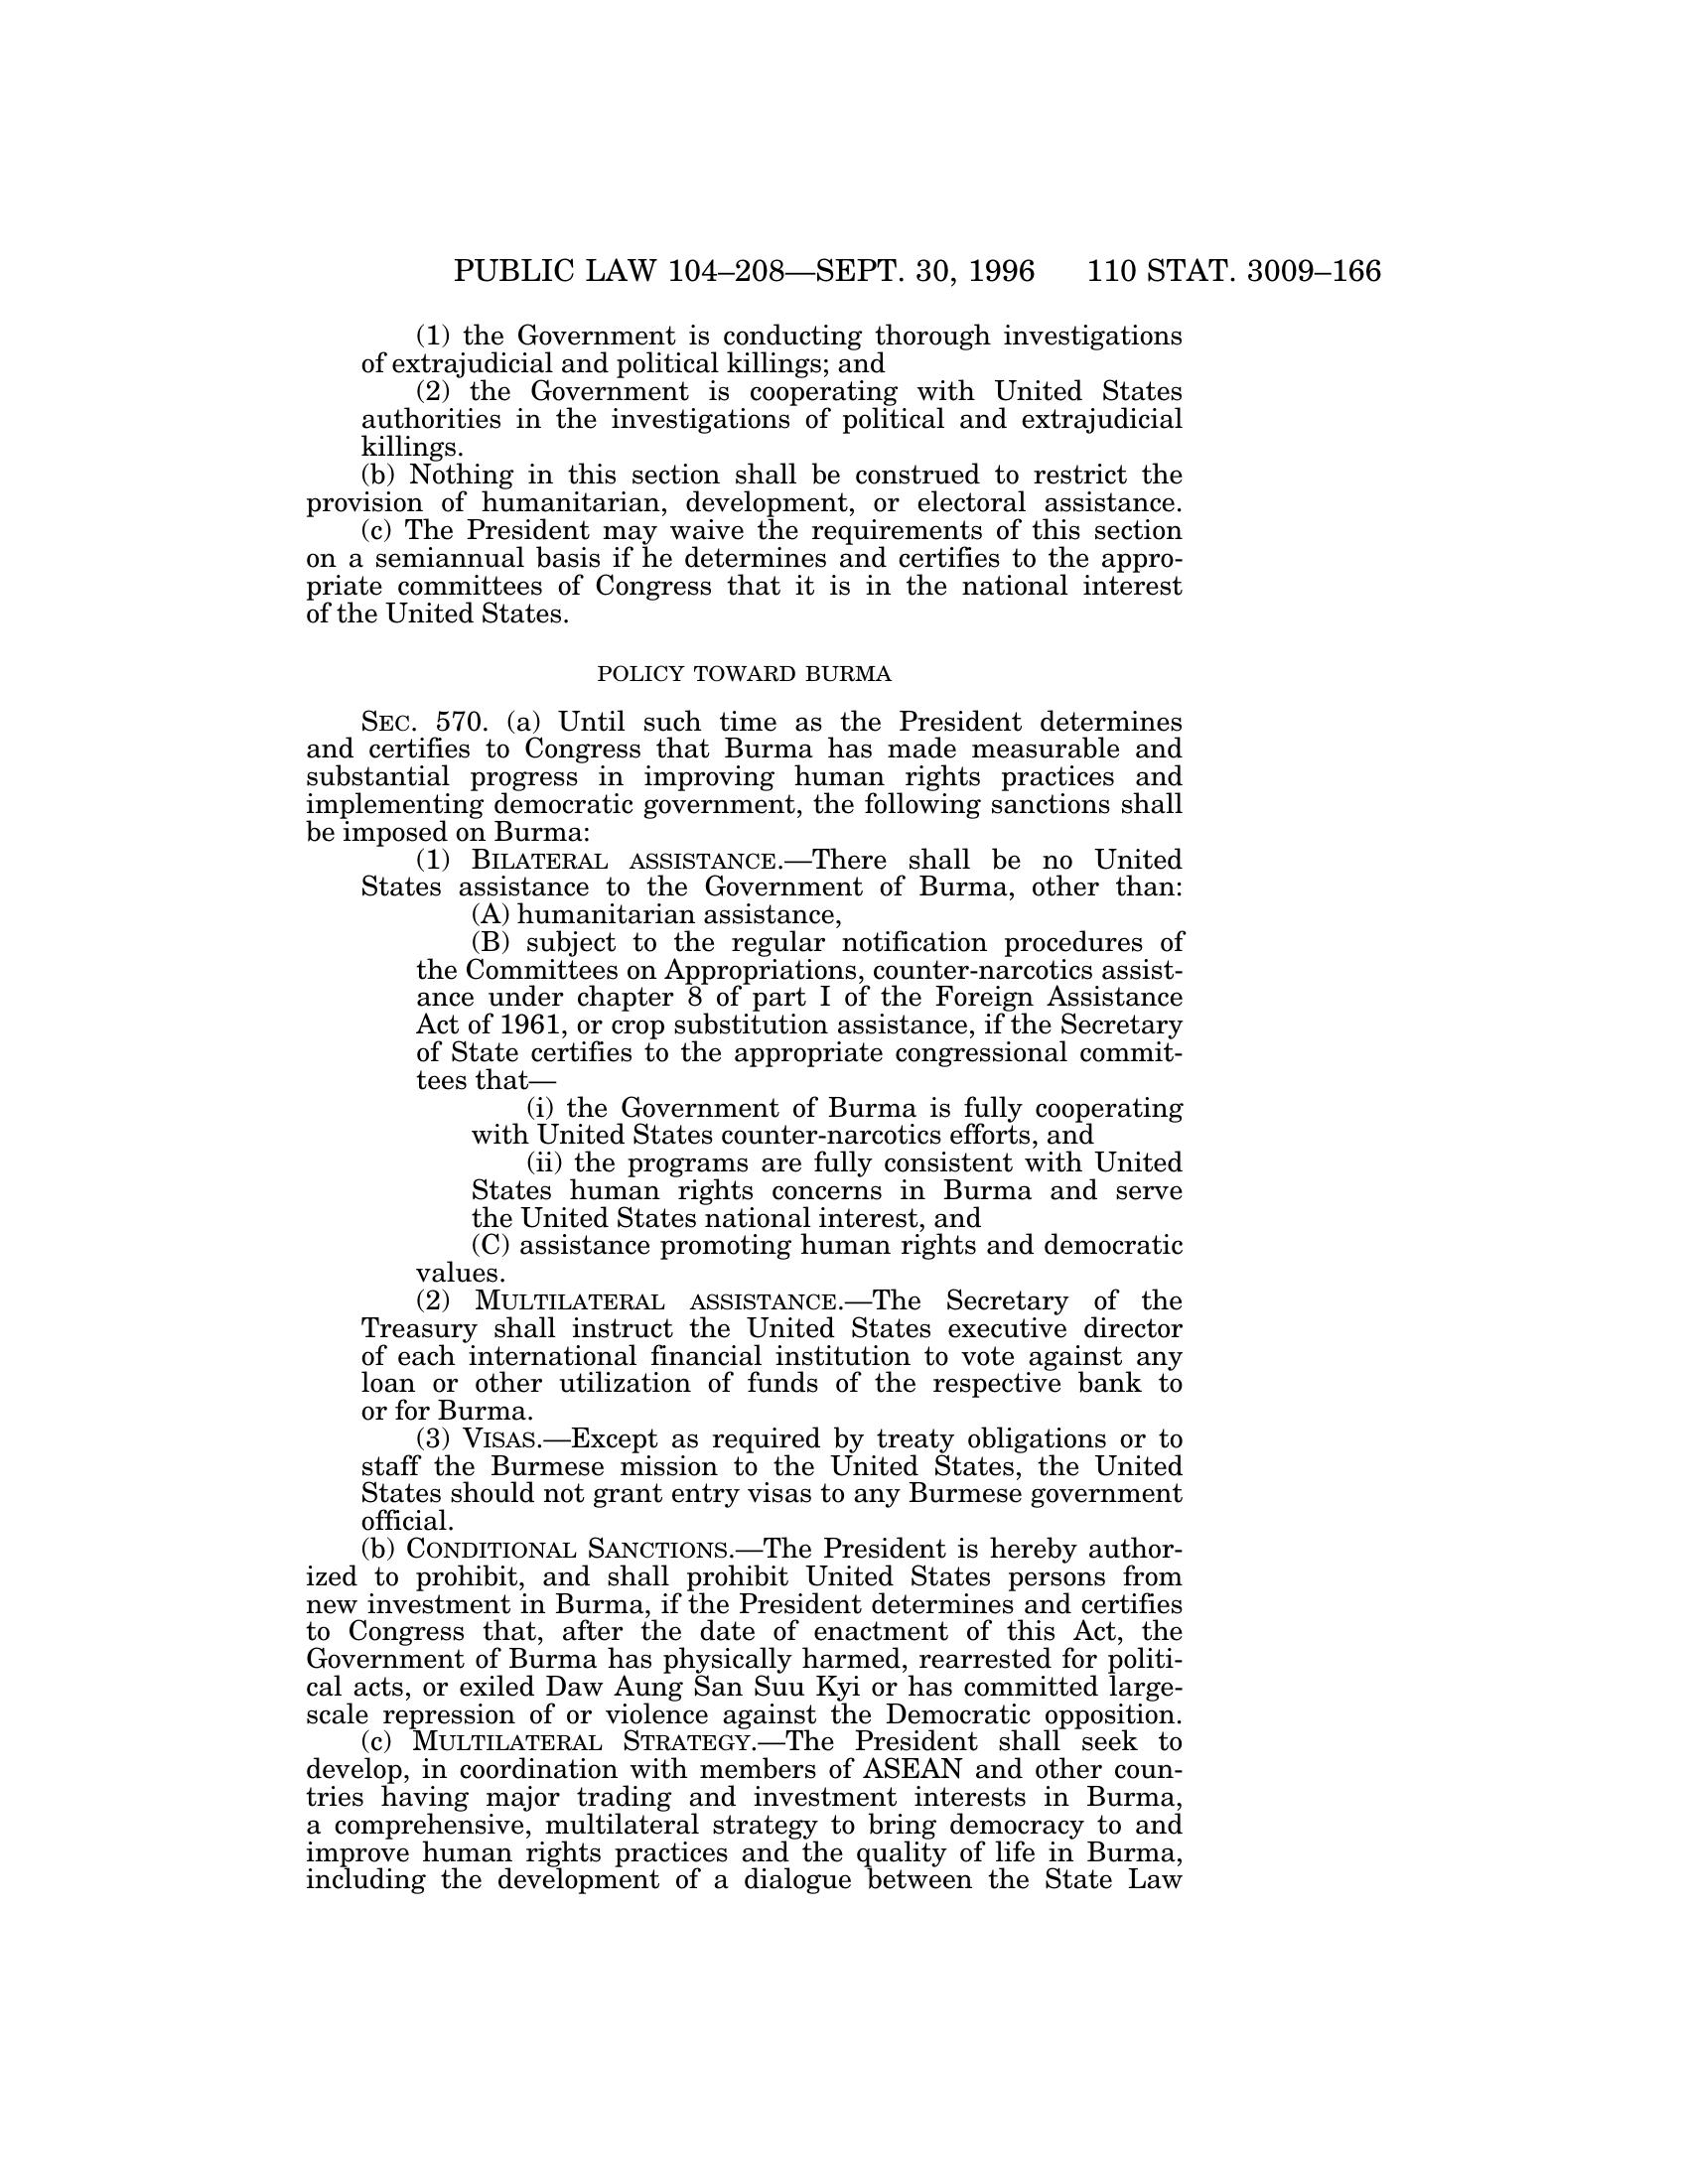 PUBLIC LAW 104–208—SEPT. 30, 1996 110 STAT. 3009–166
(1) the Government is conducting thorough investigations
of extrajudicial and political killings; and
(2) the Government is cooperating with United States
authorities in the investigations of political and extrajudicial
killings.
(b) Nothing in this section shall be construed to restrict the
provision of humanitarian, development, or electoral assistance.
(c) The President may waive the requirements of this section
on a semiannual basis if he determines and certifies to the appro-
priate committees of Congress that it is in the national interest
of the United States.
POLICY TOWARD BURMA
SEC. 570. (a) Until such time as the President determines
and certifies to Congress that Burma has made measurable and
substantial progress in improving human rights practices and
implementing democratic government, the following sanctions shall
be imposed on Burma:
(1) BILATERAL ASSISTANCE.—There shall be no United
States assistance to the Government of Burma, other than:
(A) humanitarian assistance,
(B) subject to the regular notification procedures of
the Committees on Appropriations, counter-narcotics assist-
ance under chapter 8 of part I of the Foreign Assistance
Act of 1961, or crop substitution assistance, if the Secretary
of State certifies to the appropriate congressional commit-
tees that—
(i) the Government of Burma is fully cooperating
with United States counter-narcotics efforts, and
(ii) the programs are fully consistent with United
States human rights concerns in Burma and serve
the United States national interest, and
(C) assistance promoting human rights and democratic
values.
(2) MULTILATERAL ASSISTANCE.—The Secretary of the
Treasury shall instruct the United States executive director
of each international financial institution to vote against any
loan or other utilization of funds of the respective bank to
or for Burma.
(3) VISAS.—Except as required by treaty obligations or to
staff the Burmese mission to the United States, the United
States should not grant entry visas to any Burmese government
official.
(b) CONDITIONAL SANCTIONS.—The President is hereby author-
ized to prohibit, and shall prohibit United States persons from
new investment in Burma, if the President determines and certifies
to Congress that, after the date of enactment of this Act, the
Government of Burma has physically harmed, rearrested for politi-
cal acts, or exiled Daw Aung San Suu Kyi or has committed large-
scale repression of or violence against the Democratic opposition.
(c) MULTILATERAL STRATEGY.—The President shall seek to
develop, in coordination with members of ASEAN and other coun-
tries having major trading and investment interests in Burma,
a comprehensive, multilateral strategy to bring democracy to and
improve human rights practices and the quality of life in Burma,
including the development of a dialogue between the State Law